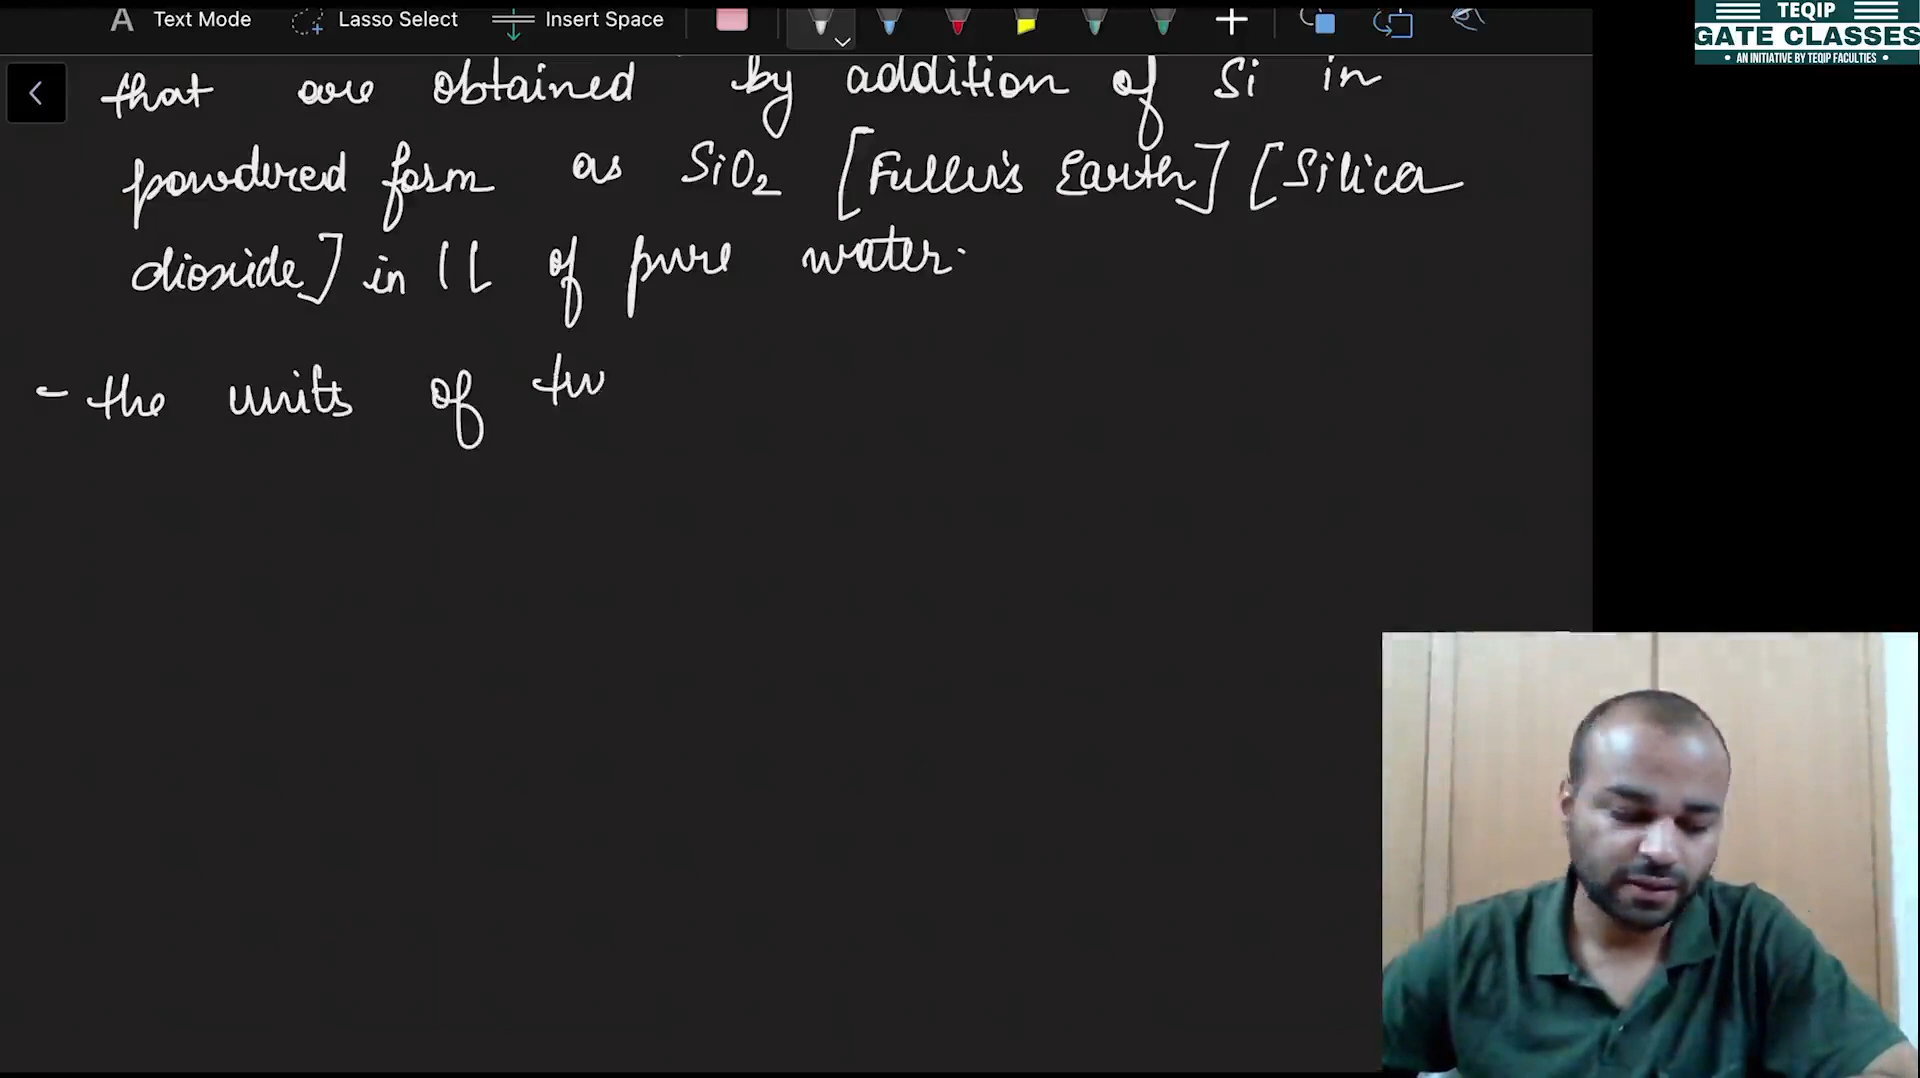 Text Mode Lasso Select Insert Space
TEQIP
GATE CLASSES
• AN INITIATIVE BY TEQIP FACULTIES •
that are obtained by addition of Si in
powdered form as SiO2 [Fuller's Earth] [Silica
dioxide] in 1L of pure water.
- the units of tw